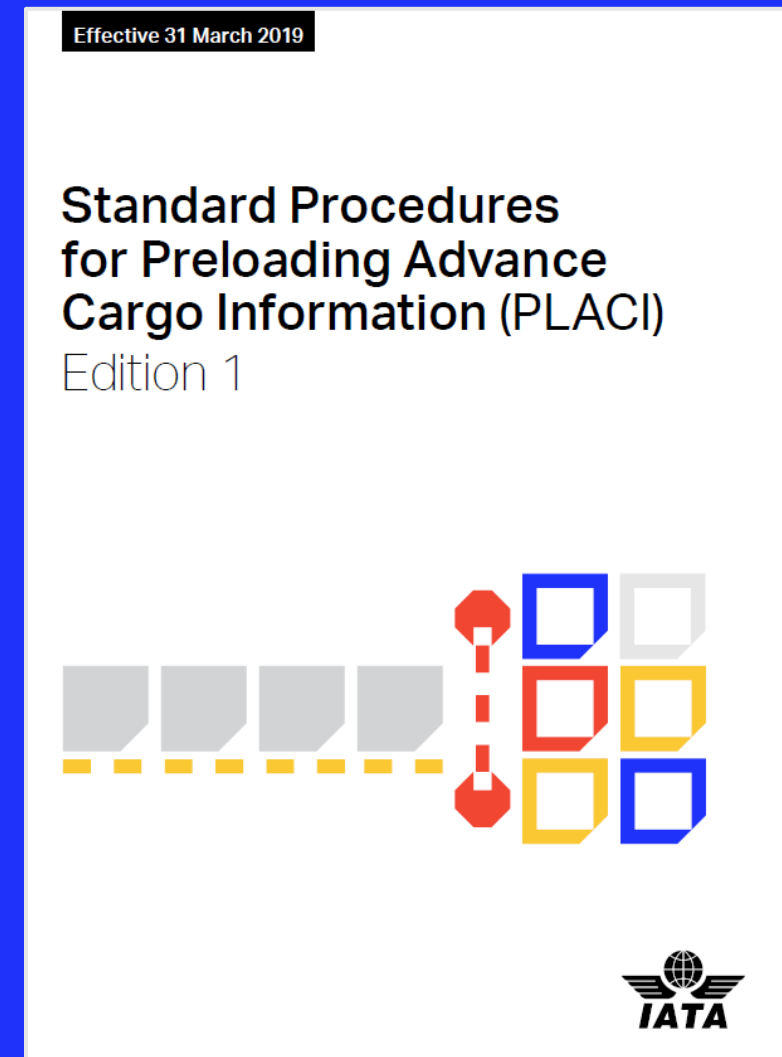 Effective 31 March 2019
Standard Procedures
for Preloading Advance
Cargo Information (PLACI)
Edition 1
IATA